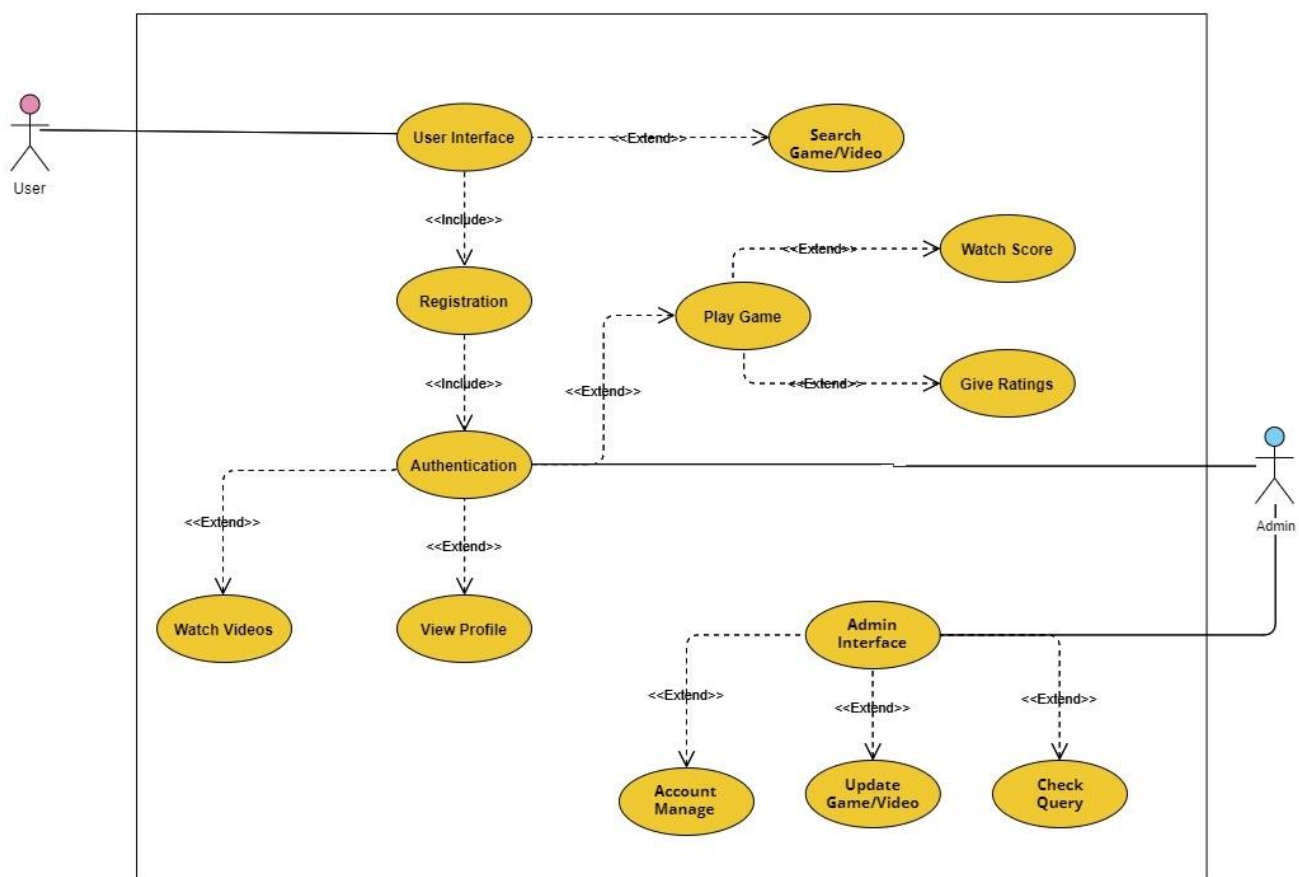 User Interface
<<Extend>>
Search
Game/Video
User
<<Include>>
Watch Score
<<Extend>>
Registration
Play Game
<<Include>>
<<Extend>>
<<Extend>>
Give Ratings
Authentication
<<Extend>>
<<Extend>>
Admin
Watch Videos
View Profile
Admin
Interface
<<Extend>>
<<Extend>>
<<Extend>>
Account
Manage
Update
Game/Video
Check
Query